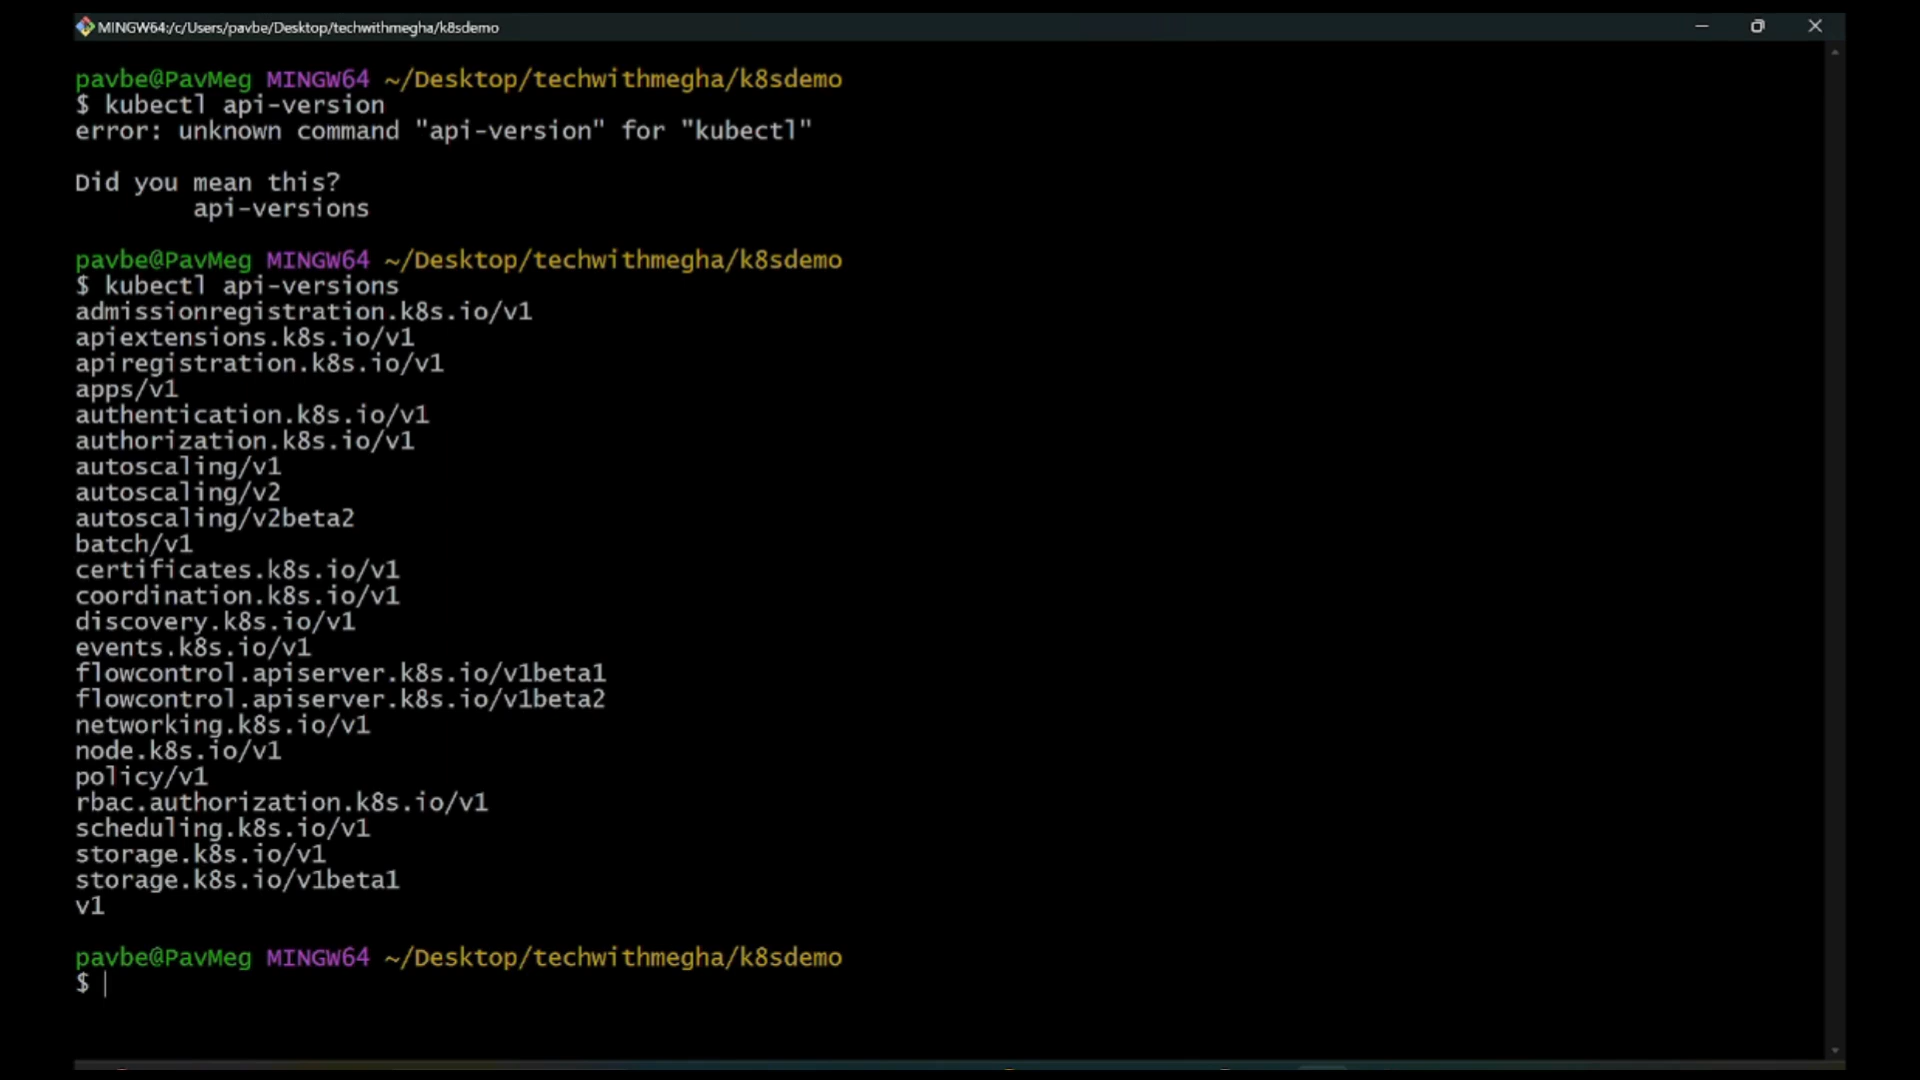 MINGW64:/c/Users/pavbe/Desktop/techwithmegha/k8sdemo
pavbe@PavMeg MINGW64 ~/Desktop/techwithmegha/k8sdemo
$ kubectl api-version
error: unknown command "api-version" for "kubectl"
Did you mean this?
api-versions
pavbe@PavMeg MINGW64 ~/Desktop/techwithmegha/k8sdemo
$ kubectl api-versions
admissionregistration.k8s.io/v1
apiextensions.k8s.io/v1
apiregistration.k8s.io/v1
apps/v1
authentication.k8s.io/v1
authorization.k8s.io/v1
autoscaling/v1
autoscaling/v2
autoscaling/v2beta2
batch/v1
certificates.k8s.io/v1
coordination.k8s.io/v1
discovery.k8s.io/v1
events.k8s.io/v1
flowcontrol.apiserver.k8s.io/v1beta1
flowcontrol.apiserver.k8s.io/v1beta2
networking.k8s.io/v1
node.k8s.io/v1
policy/v1
rbac.authorization.k8s.io/v1
scheduling.k8s.io/v1
storage.k8s.io/v1
storage.k8s.io/v1beta1
v1
pavbe@PavMeg MINGW64 ~/Desktop/techwithmegha/k8sdemo
$